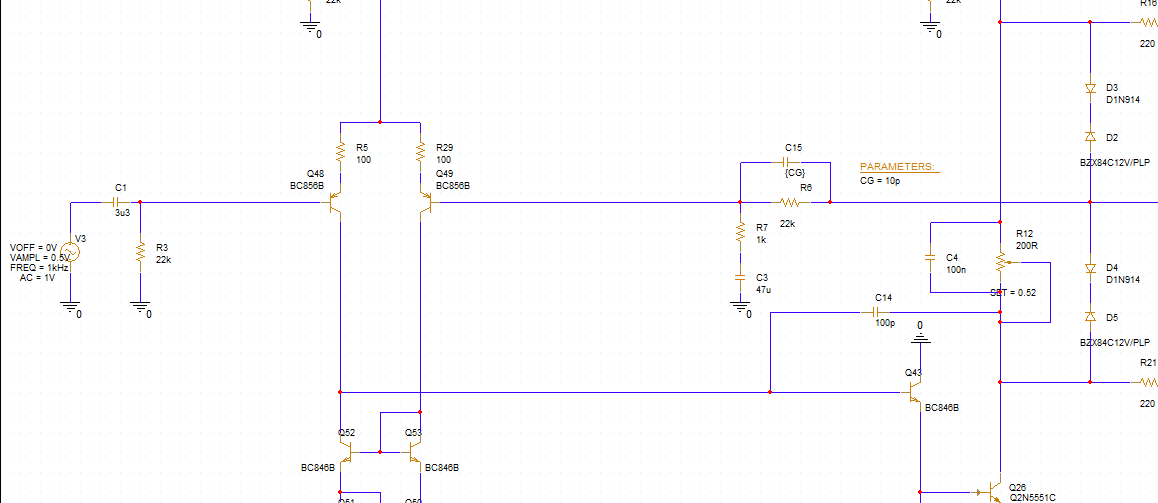 22k
0
22k
0
R16
220
D3
D1N914
D2
BZX84C12V/PLP
R5
100
R29
100
Q48
BC856B
Q49
BC856B
C15
{CG}
R6
22k
PARAMETERS:
CG = 10p
C1
3u3
V3
VOFF = 0V
VAMPL = 0.5V
FREQ = 1kHz
AC = 1V
0
R3
22k
0
R7
1k
C3
47u
0
R12
200R
SET = 0.52
C4
100n
C14
100p
D4
D1N914
D5
BZX84C12V/PLP
R21
220
0
Q43
BC846B
Q52
BC846B
Q53
BC846B
Q51
Q50
Q26
Q2N5551C